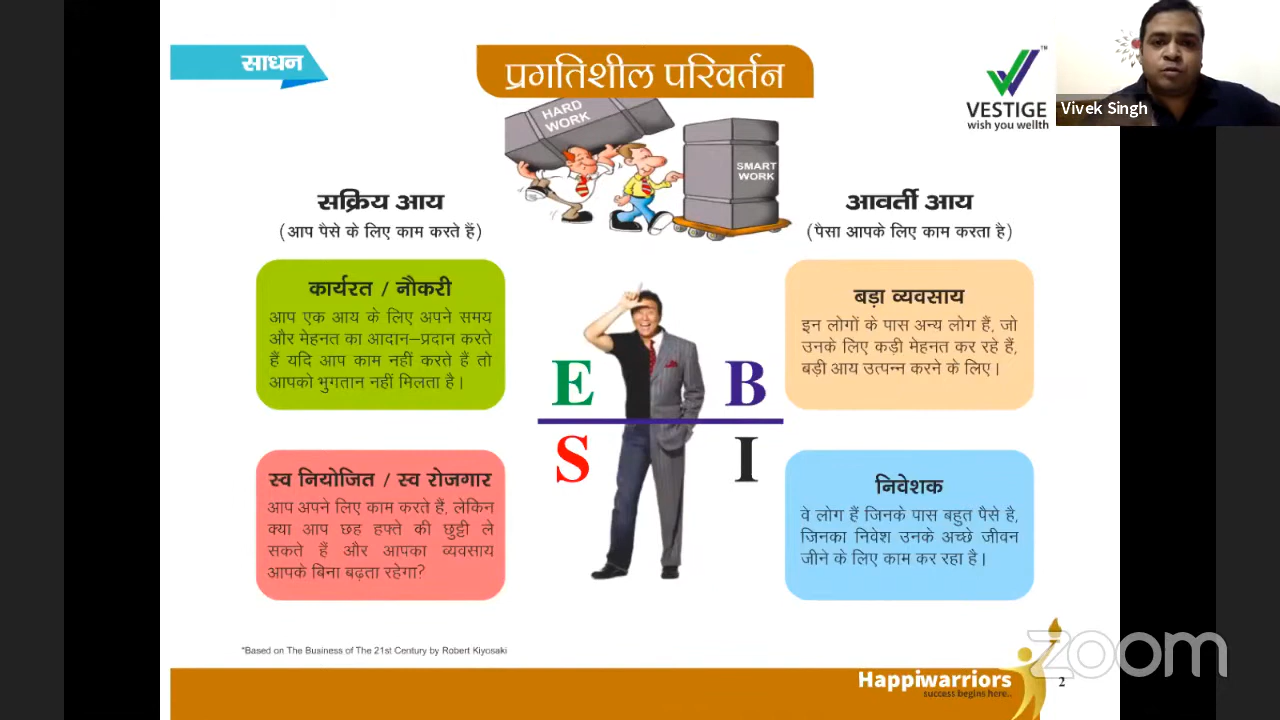 साधन
प्रगतिशील परिवर्तन
VESTIGE
TM
wish you wellth
Vivek Singh
HARD
WORK
SMART
WORK
सक्रिय आय
(आप पैसे के लिए काम करते हैं)
आवर्ती आय
(पैसा आपके लिए काम करता है)
कार्यरत / नौकरी
आप एक आय के लिए अपने समय
और मेहनत का आदान–प्रदान करते
हैं यदि आप काम नहीं करते हैं तो
आपको भुगतान नहीं मिलता है।
बड़ा व्यवसाय
इन लोगों के पास अन्य लोग हैं, जो
उनके लिए कड़ी मेहनत कर रहे हैं,
बड़ी आय उत्पन्न करने के लिए।
E
B
S
I
स्व नियोजित / स्व रोजगार
आप अपने लिए काम करते हैं, लेकिन
क्या आप छह हफ्ते की छुट्टी ले
सकते हैं और आपका व्यवसाय
आपके बिना बढ़ता रहेगा?
निवेशक
वे लोग हैं जिनके पास बहुत पैसे है,
जिनका निवेश उनके अच्छे जीवन
जीने के लिए काम कर रहा है।
*Based on The Business of The 21st Century by Robert Kiyosaki
zoom
Happiwarriors
success begins here..
2